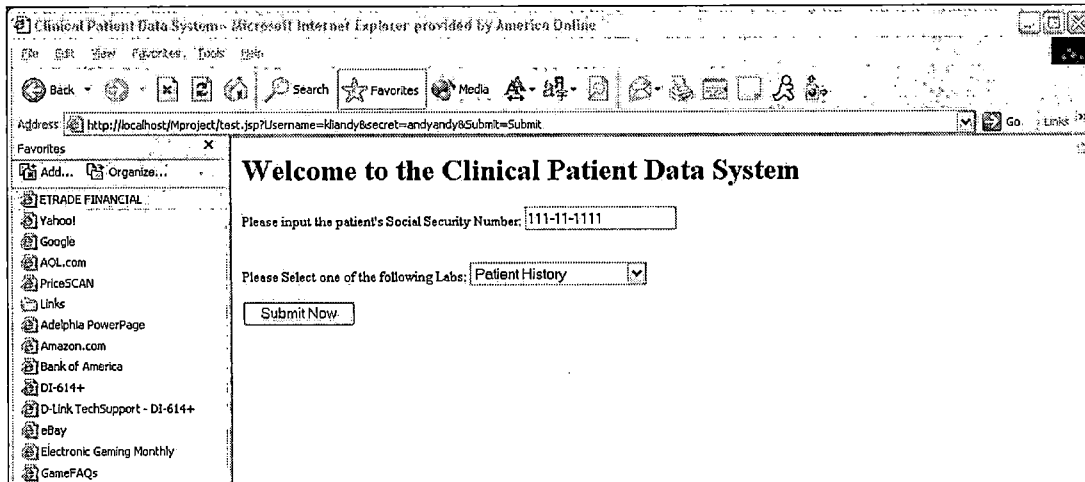 Clinical Patient Data System - Microsoft Internet Explorer provided by America Online
File Edit View Favorites Tools Help
Back Search Favorites Media
Address http://localhost/Mproject/test.jsp?Username=kliandy&secret=andyandy&Submit=Submit Go Links
Favorites x
Add... Organize...
ETRADE FINANCIAL
Yahoo!
Google
AOL.com
PriceSCAN
Links
Adelphia PowerPage
Amazon.com
Bank of America
DI-614+
D-Link TechSupport - DI-614+
eBay
Electronic Gaming Monthly
GameFAQs
Welcome to the Clinical Patient Data System
Please input the patient's Social Security Number: 111-11-1111
Please Select one of the following Labs: Patient History
Submit Now